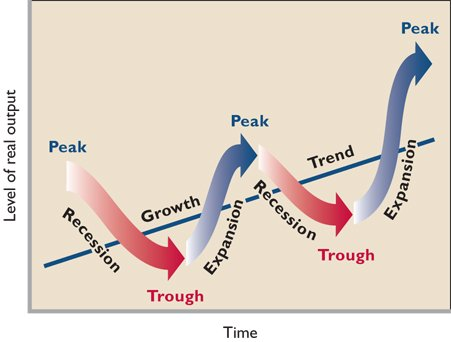 Peak
Peak
Peak
Level of real output
Recession
Growth
Expansion
Recession
Trend
Expansion
Trough
Trough
Time